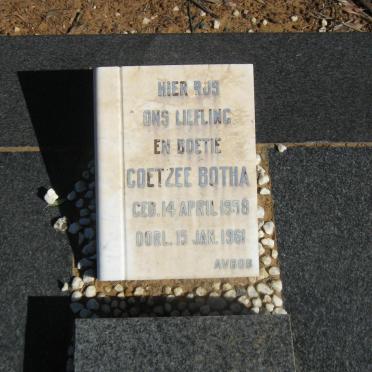 HIER RUS
ONS LIEFLING
EN BOETIE
COETZEE BOTHA
GEB. 14 APRIL 1958
OORL. 15 JAN. 1961
AVBOB